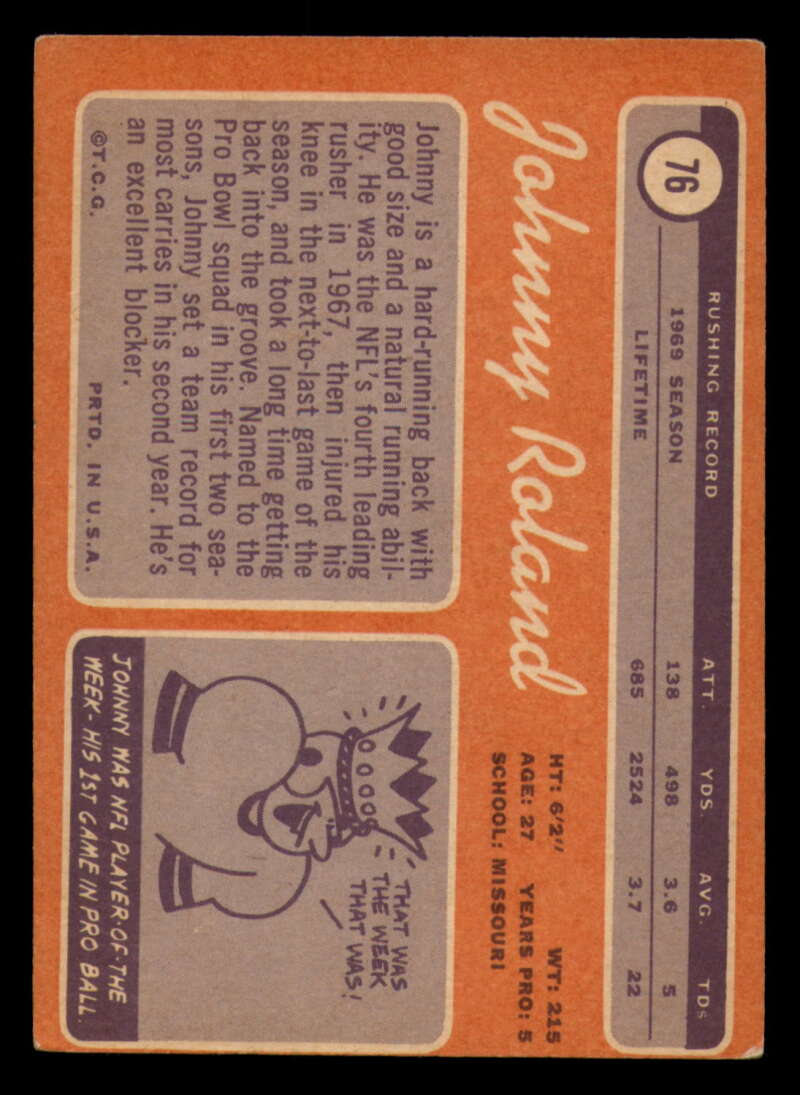 76
RUSHING RECORD ATT. YDS. AVG. TDS
1969 SEASON 138 498 3.6 5
LIFETIME 685 2524 3.7 22
Johnny Roland
HT: 6'2" WT: 215
AGE: 27 YEARS PRO: 5
SCHOOL: MISSOURI
Johnny is a hard-running back with
good size and a natural running abil-
ity. He was the NFL's fourth leading
rusher in 1967, then injured his
knee in the next-to-last game of the
season, and took a long time getting
back into the groove. Named to the
Pro Bowl squad in his first two sea-
sons, Johnny set a team record for
most carries in his second year. He's
an excellent blocker.
©T.C.G. PRTD. IN U.S.A.
THAT WAS
THE WEEK
THAT WAS!
JOHNNY WAS NFL PLAYER-OF-THE
WEEK- HIS 1ST GAME IN PRO BALL.